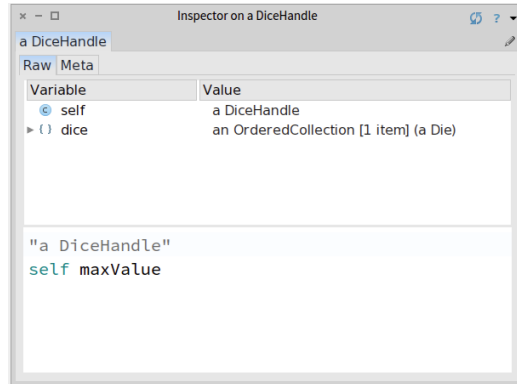 Inspector on a DiceHandle
?
a DiceHandle
Raw Meta
Variable Value
c self a DiceHandle
( ) dice an OrderedCollection [1 item] (a Die)
"a DiceHandle"
self maxValue